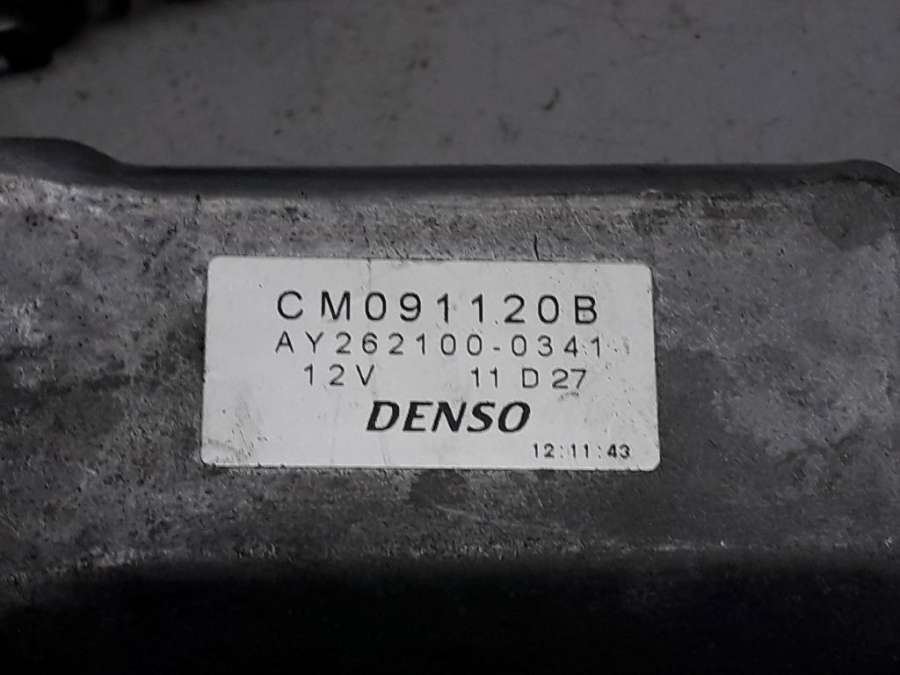 CM091120B
AY262100-0341
12V 11 D 27
DENSO
12:11:43